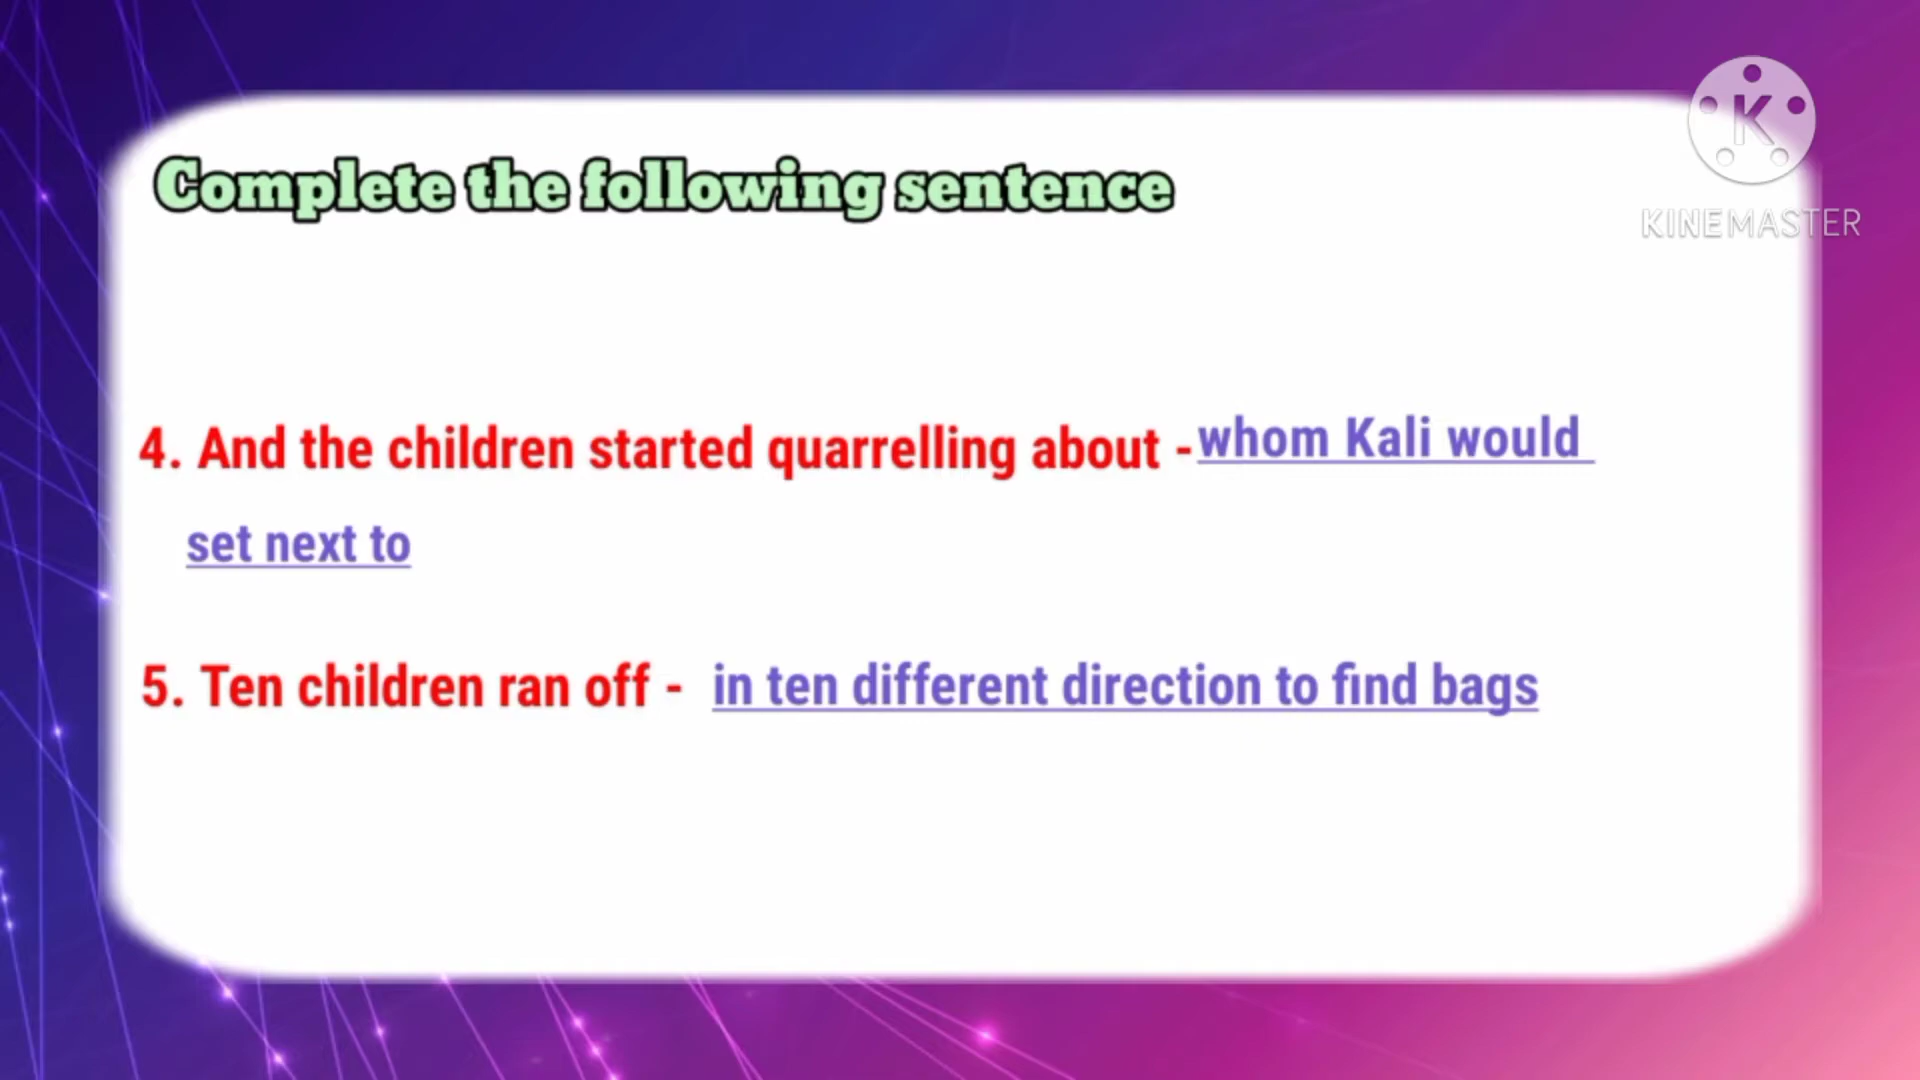 K
KINEMASTER
Complete the following sentence
4. And the children started quarrelling about - whom Kali would
set next to
5. Ten children ran off - in ten different direction to find bags